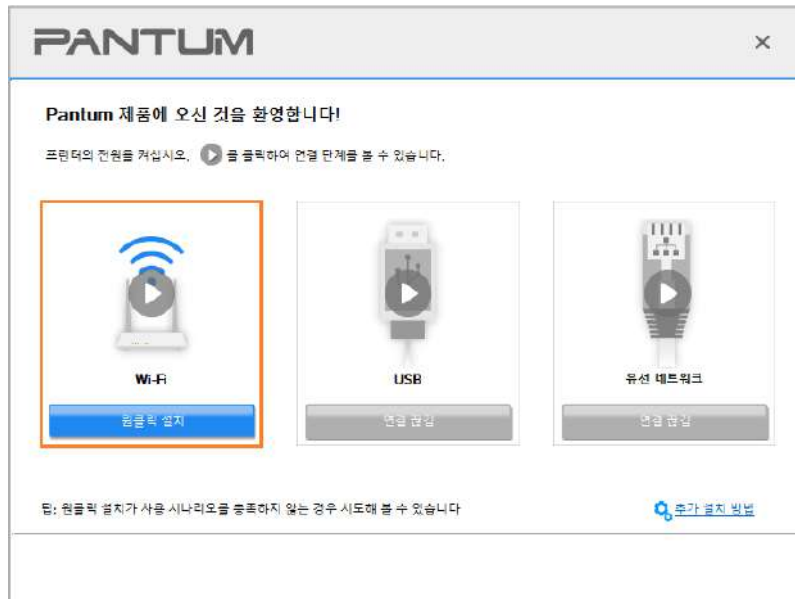 PANTUM
Pantum 제품에 오신 것을 환영합니다!
프린터의 전원을 켜십시오. 을 클릭하여 연결 단계를 볼 수 있습니다.
Wi-Fi
원클릭 설치
USB
연결 끊김
유선 네트워크
연결 끊김
팁: 원클릭 설치가 사용 시나리오를 충족하지 않는 경우 시도해 볼 수 있습니다
추가 설치 방법